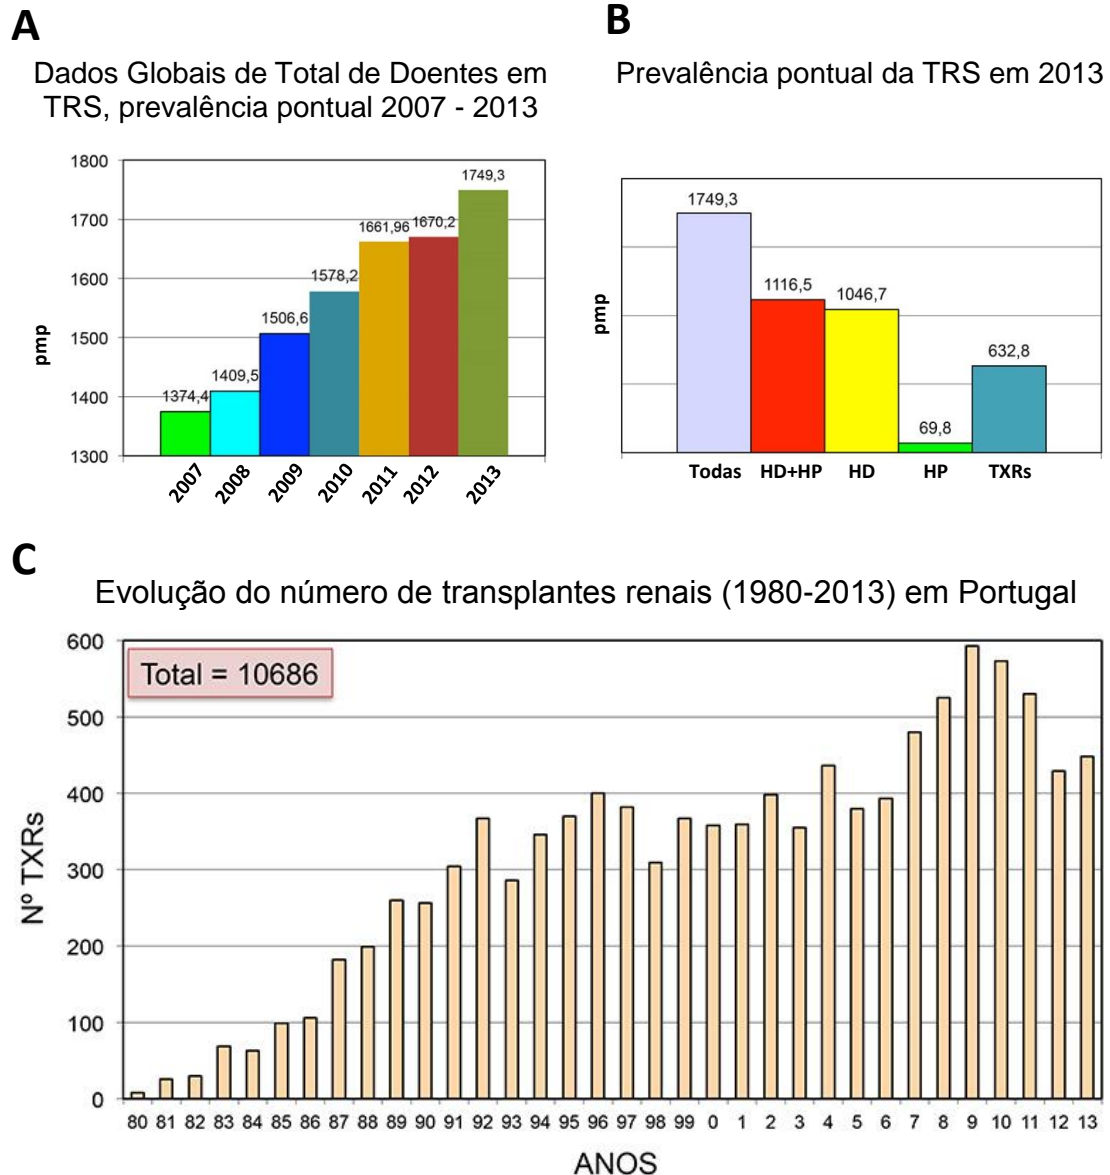 A
Dados Globais de Total de Doentes em
TRS, prevalência pontual 2007 - 2013
pmp
1800
1700
1600
1500
1400
1300
1374,4
1409,5
1506,6
1578,2
1661,96
1670,2
1749,3
2007
2008
2009
2010
2011
2012
2013
B
Prevalência pontual da TRS em 2013
pmp
1749,3
1116,5
1046,7
69,8
632,8
Todas HD+HP HD HP TXRs
C
Evolução do número de transplantes renais (1980-2013) em Portugal
Total = 10686
Nº TXRs
600
500
400
300
200
100
0
80 81 82 83 84 85 86 87 88 89 90 91 92 93 94 95 96 97 98 99 0 1 2 3 4 5 6 7 8 9 10 11 12 13
ANOS